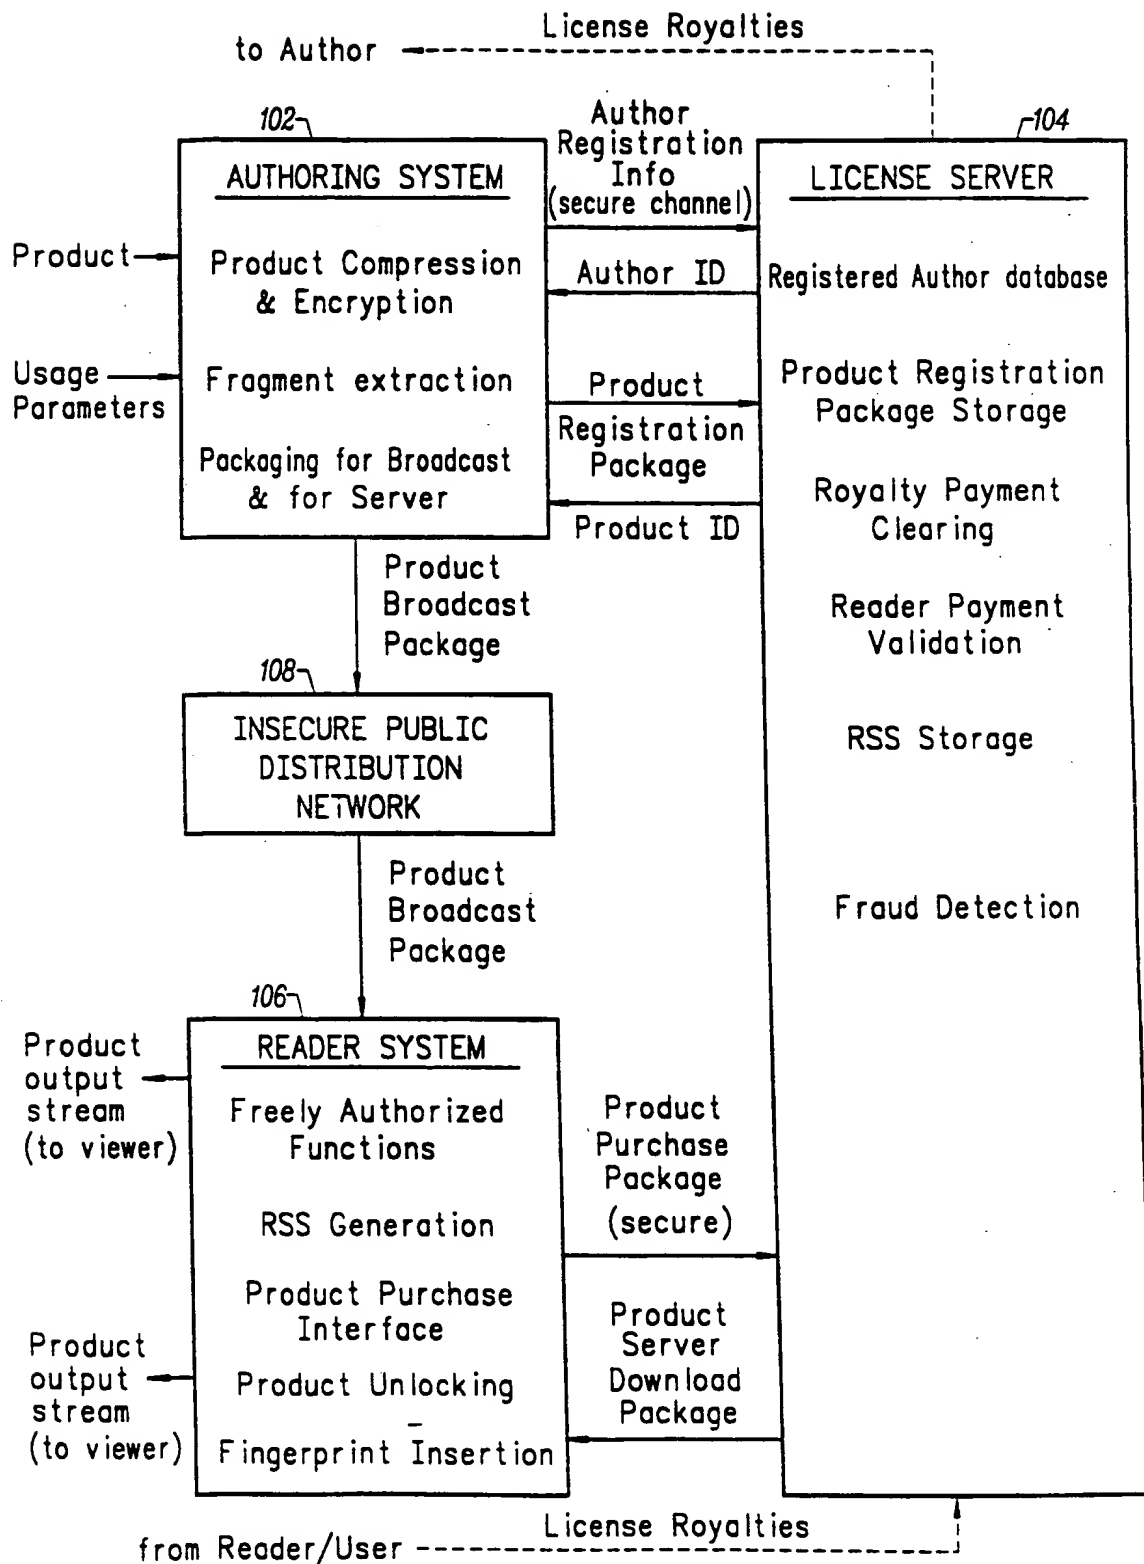 License Royalties
to Author
102
104
Author
Registration
Info
(secure channel)
AUTHORING SYSTEM
LICENSE SERVER
Product
Product Compression
& Encryption
Author ID
Registered Author database
Usage
Parameters
Fragment extraction
Product
Registration
Package
Product Registration
Package Storage
Packaging for Broadcast
& for Server
Product ID
Royalty Payment
Clearing
Product
Broadcast
Package
Reader Payment
Validation
108
INSECURE PUBLIC
DISTRIBUTION
NETWORK
RSS Storage
Product
Broadcast
Package
Fraud Detection
106
READER SYSTEM
Product
output
stream
(to viewer)
Freely Authorized
Functions
Product
Purchase
Package
(secure)
RSS Generation
Product Purchase
Interface
Product
Server
Download
Package
Product
output
stream
(to viewer)
Product Unlocking
Fingerprint Insertion
License Royalties
from Reader/User